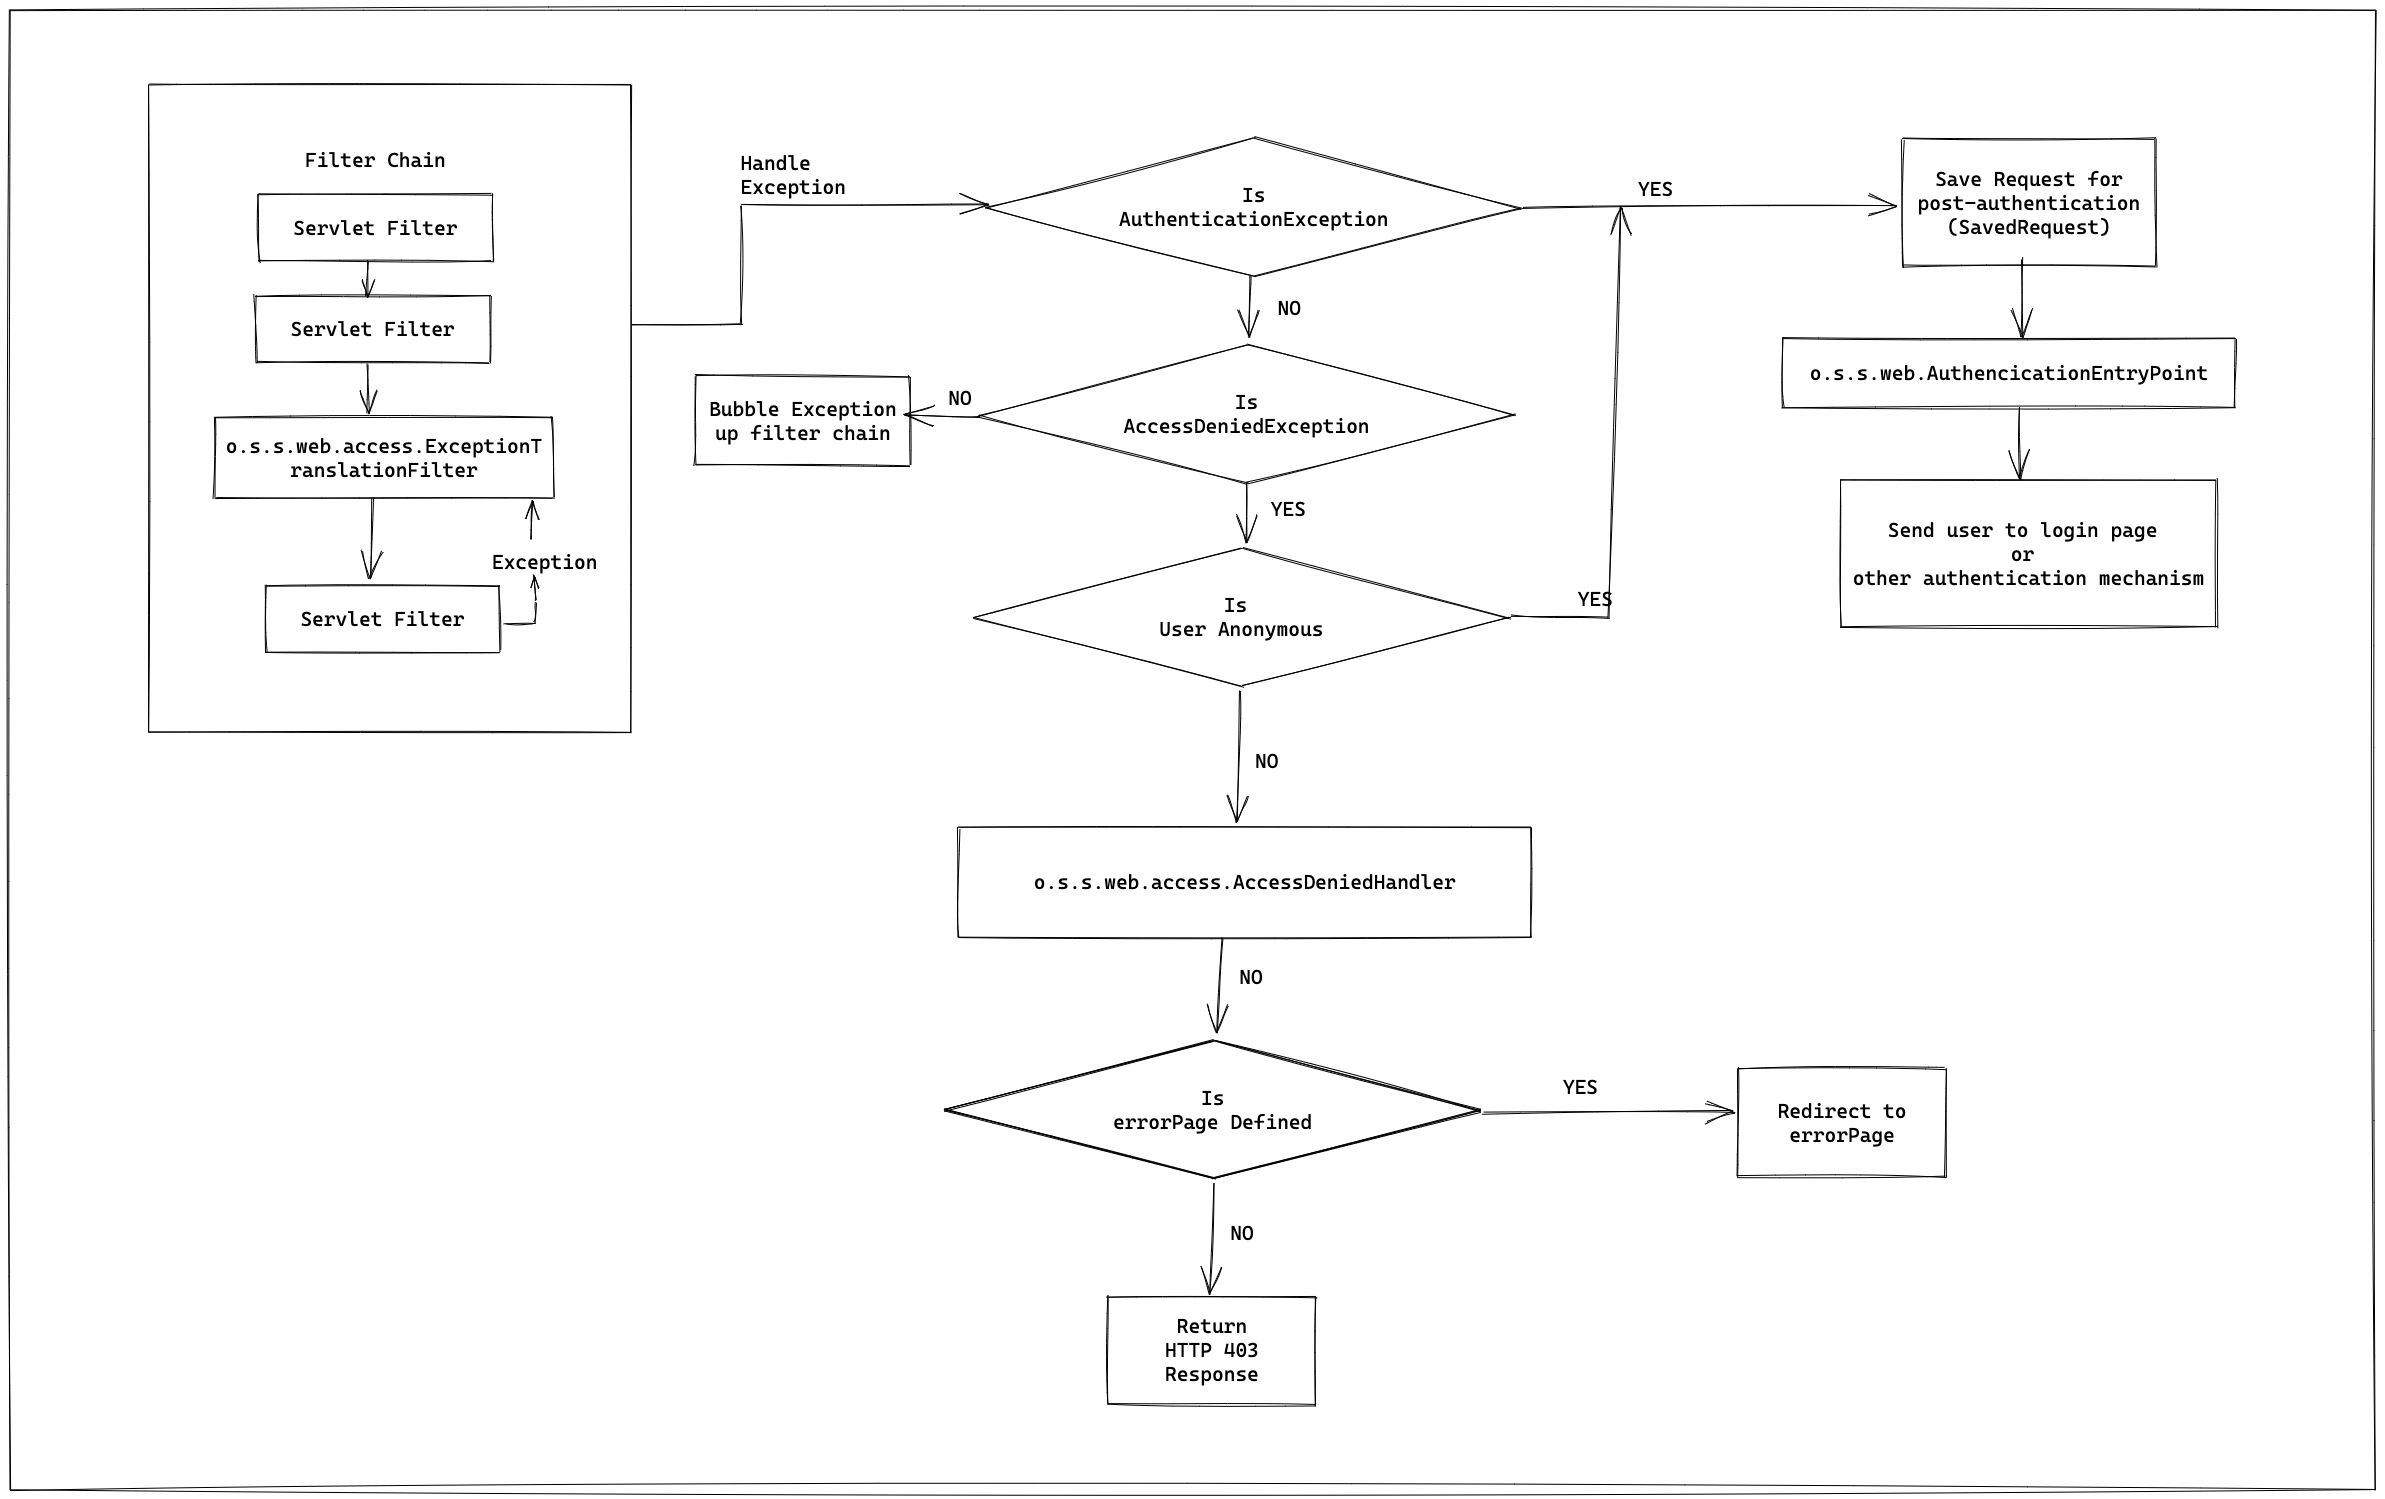 Filter Chain
Servlet Filter
Servlet Filter
o.s.s.web.access.ExceptionT
ranslationFilter
Exception
Servlet Filter
Handle
Exception
Is
AuthenticationException
YES
NO
Save Request for
post-authentication
(SavedRequest)
o.s.s.web.AuthencicationEntryPoint
Send user to login page
or
other authentication mechanism
Bubble Exception
up filter chain
NO
Is
AccessDeniedException
YES
Is
User Anonymous
YES
NO
o.s.s.web.access.AccessDeniedHandler
NO
Is
errorPage Defined
YES
Redirect to
errorPage
NO
Return
HTTP 403
Response